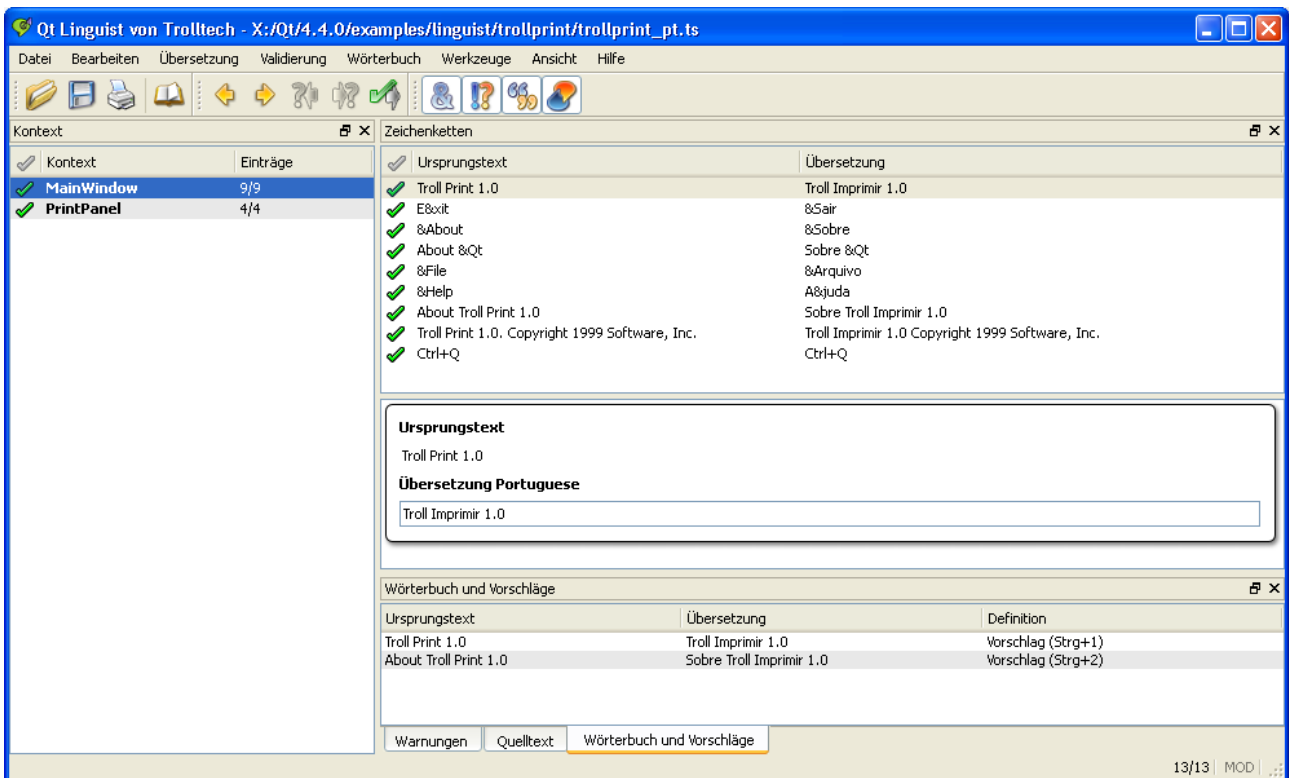 Qt Linguist von Trolltech - X:/Qt/4.4.0/examples/linguist/trollprint/trollprint_pt.ts
Datei Bearbeiten Übersetzung Validierung Wörterbuch Werkzeuge Ansicht Hilfe
Kontext
Kontext Einträge
MainWindow 9/9
PrintPanel 4/4
Zeichenketten
Ursprungstext Übersetzung
Troll Print 1.0 Troll Imprimir 1.0
E&xit &Sair
&About &Sobre
About &Qt Sobre &Qt
&File &Arquivo
&Help A&juda
About Troll Print 1.0 Sobre Troll Imprimir 1.0
Troll Print 1.0. Copyright 1999 Software, Inc. Troll Imprimir 1.0 Copyright 1999 Software, Inc.
Ctrl+Q Ctrl+Q
Ursprungstext
Troll Print 1.0
Übersetzung Portuguese
Troll Imprimir 1.0
Wörterbuch und Vorschläge
Ursprungstext Übersetzung Definition
Troll Print 1.0 Troll Imprimir 1.0 Vorschlag (Strg+1)
About Troll Print 1.0 Sobre Troll Imprimir 1.0 Vorschlag (Strg+2)
Warnungen Quelltext Wörterbuch und Vorschläge
13/13 MOD